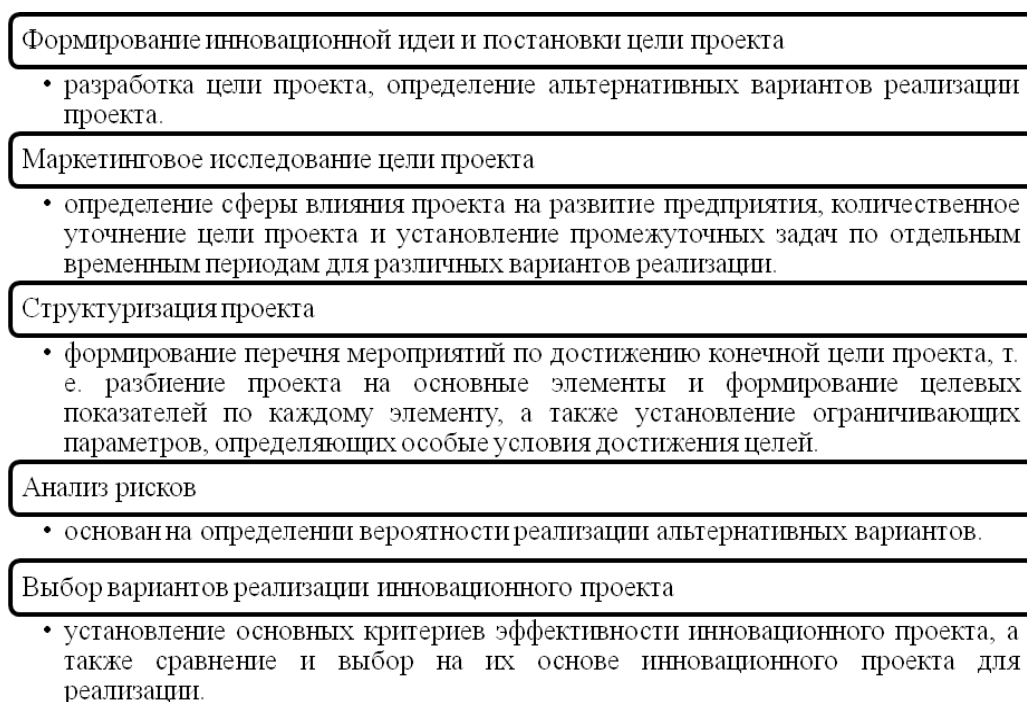 Формирование инновационной идеи и постановки цели проекта
• разработка цели проекта, определение альтернативных вариантов реализации
проекта.
Маркетинговое исследование цели проекта
• определение сферы влияния проекта на развитие предприятия, количественное
уточнение цели проекта и установление промежуточных задач по отдельным
временным периодам для различных вариантов реализации.
Структуризация проекта
• формирование перечня мероприятий по достижению конечной цели проекта, т.
е. разбиение проекта на основные элементы и формирование целевых
показателей по каждому элементу, а также установление ограничивающих
параметров, определяющих особые условия достижения целей.
Анализ рисков
• основан на определении вероятности реализации альтернативных вариантов.
Выбор вариантов реализации инновационного проекта
• установление основных критериев эффективности инновационного проекта, а
также сравнение и выбор на их основе инновационного проекта для
реализации.